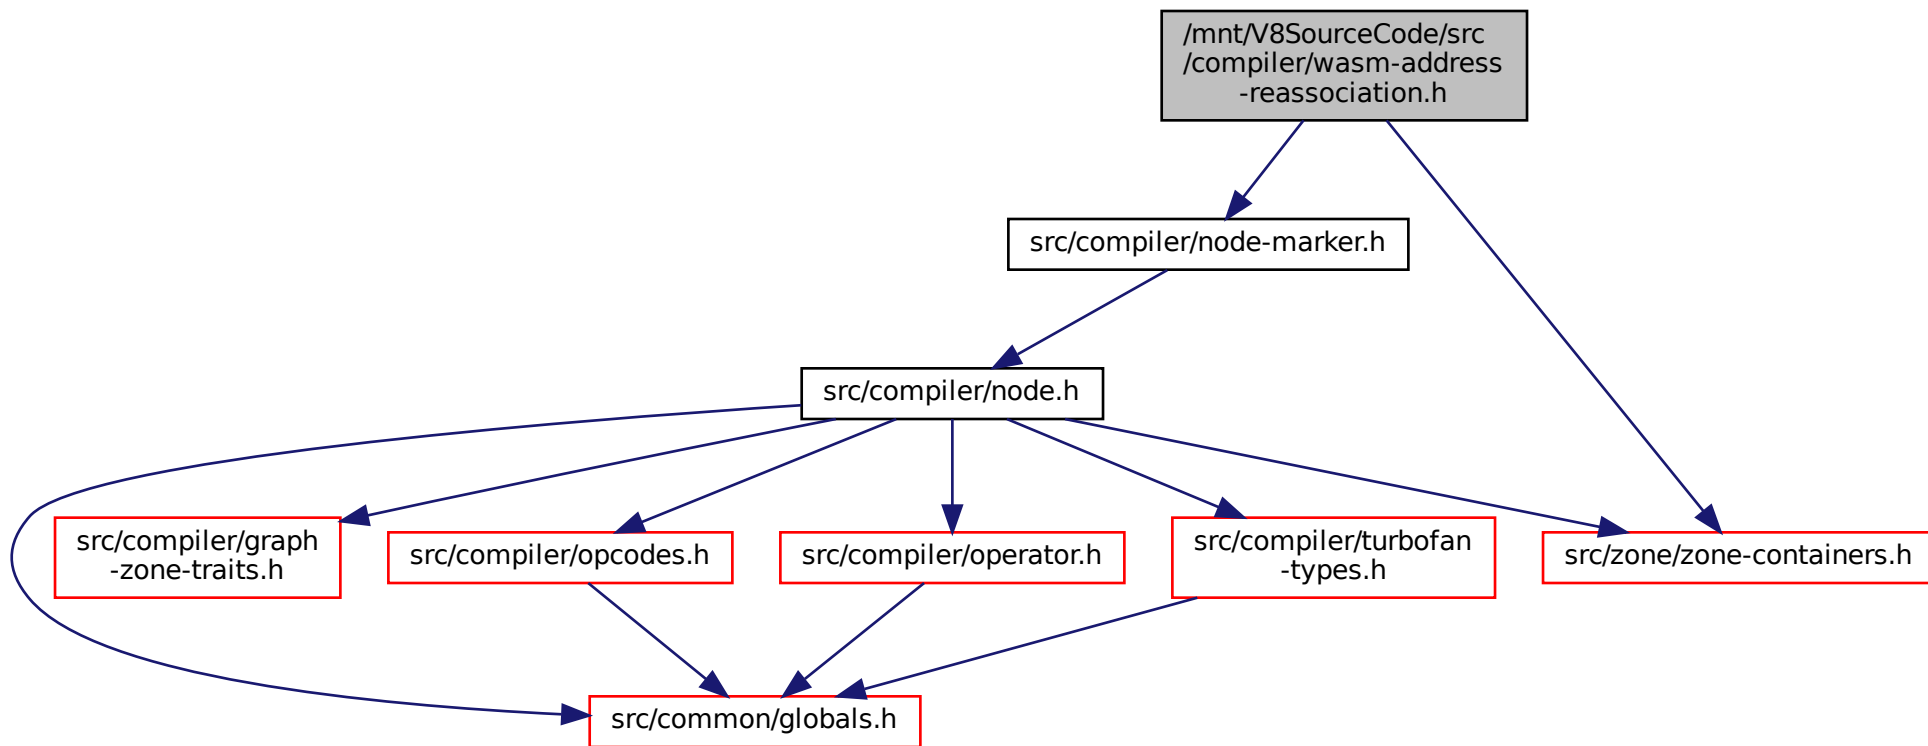 /mnt/V8SourceCode/src
/compiler/wasm-address
-reassociation.h
src/compiler/node-marker.h
src/compiler/node.h
src/compiler/graph
-zone-traits.h
src/compiler/opcodes.h
src/compiler/operator.h
src/compiler/turbofan
-types.h
src/zone/zone-containers.h
src/common/globals.h